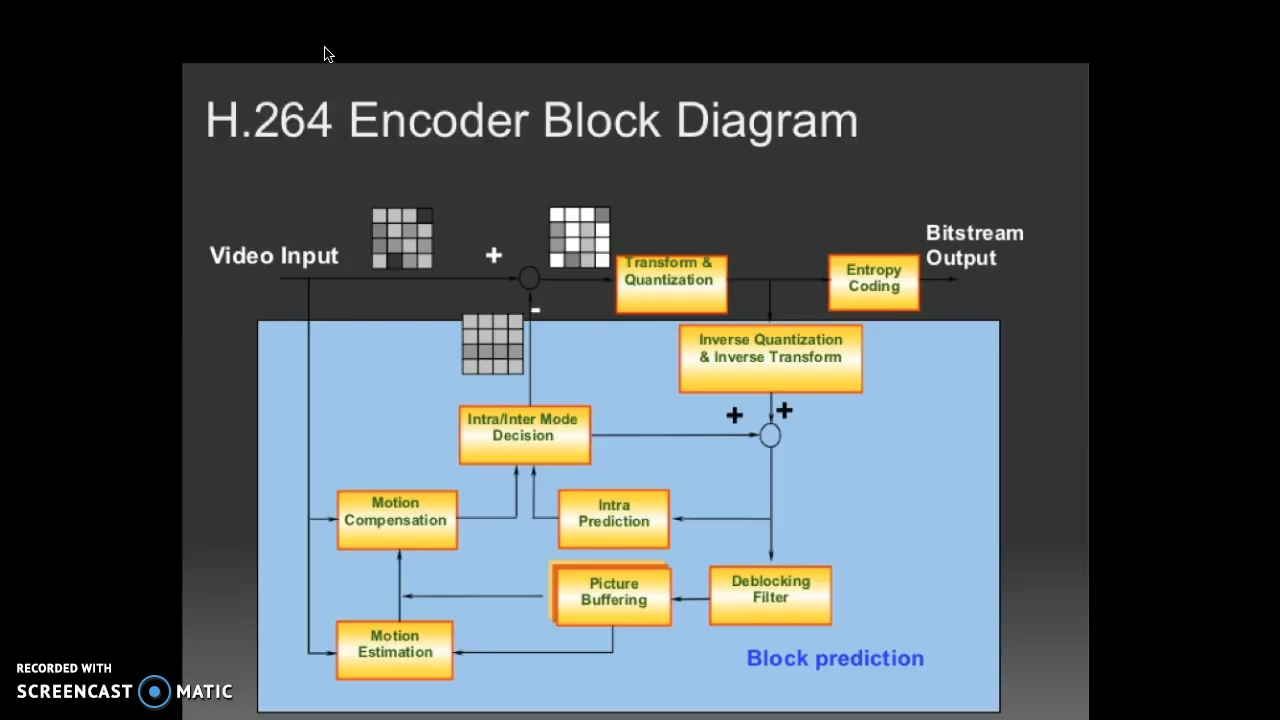 H.264 Encoder Block Diagram
Video Input
+
-
Transform &
Quantization
Entropy
Coding
Bitstream
Output
Inverse Quantization
& Inverse Transform
+ +
Intra/Inter Mode
Decision
Motion
Compensation
Intra
Prediction
Picture
Buffering
Deblocking
Filter
Motion
Estimation
Block prediction
RECORDED WITH
SCREENCAST MATIC